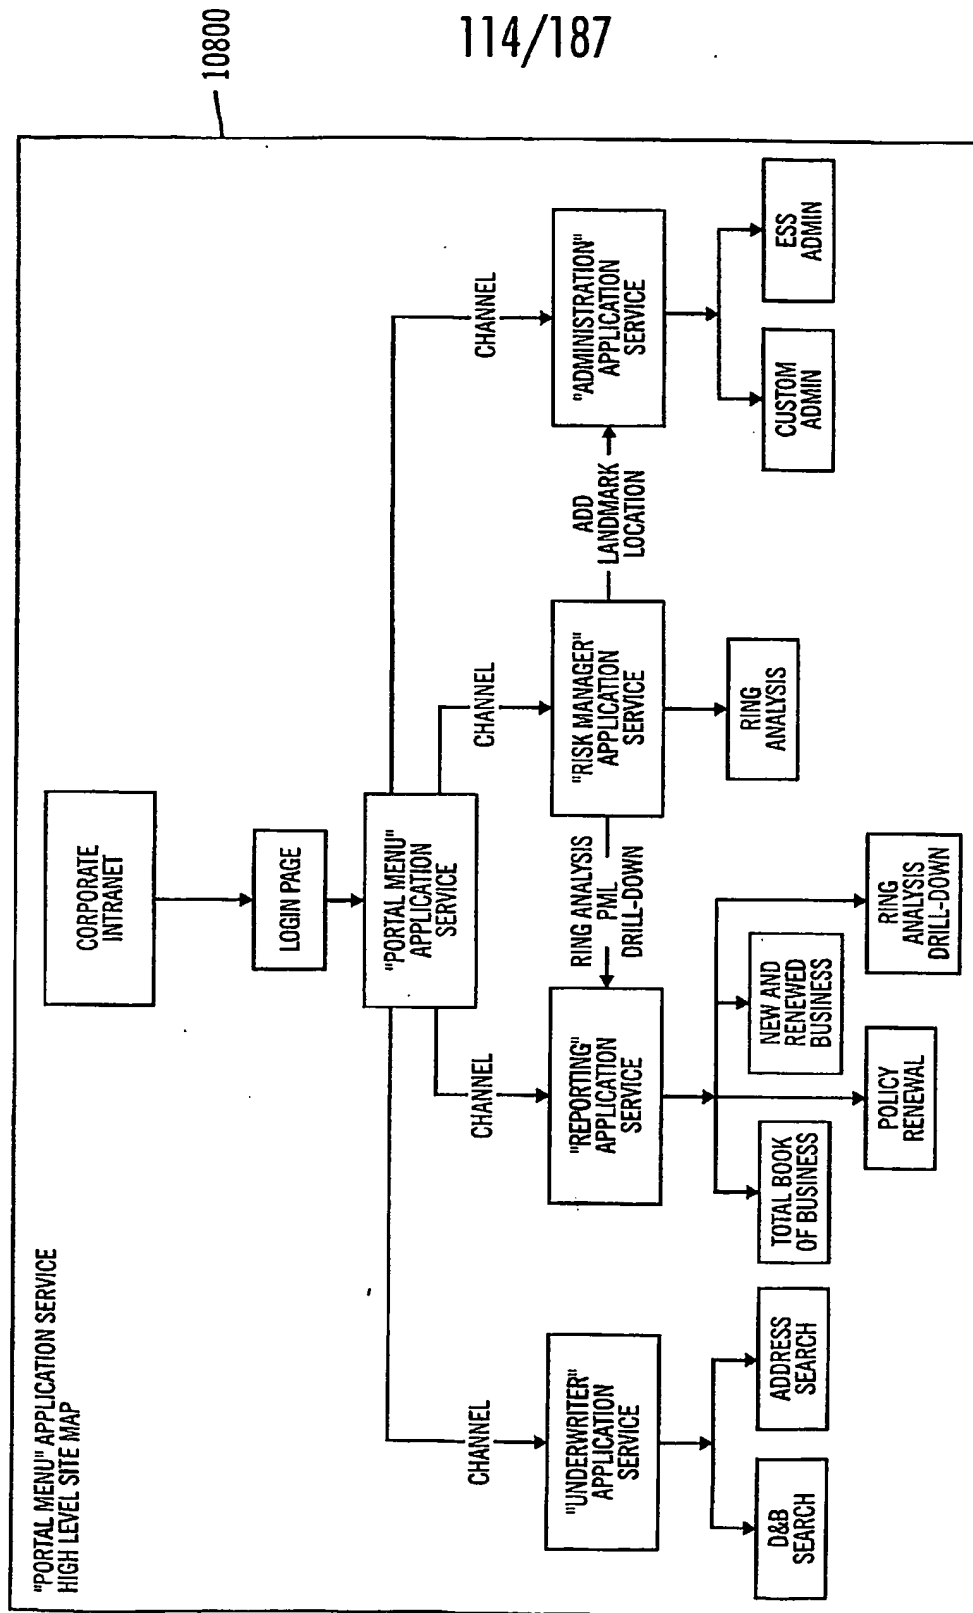 114/187
10800
"PORTAL MENU" APPLICATION SERVICE
HIGH LEVEL SITE MAP
CORPORATE
INTRANET
LOGIN PAGE
"PORTAL MENU"
APPLICATION
SERVICE
CHANNEL
CHANNEL
CHANNEL
CHANNEL
"UNDERWRITER"
APPLICATION
SERVICE
"REPORTING"
APPLICATION
SERVICE
RING ANALYSIS
PML
DRILL-DOWN
"RISK MANAGER"
APPLICATION
SERVICE
ADD
LANDMARK
LOCATION
"ADMINISTRATION"
APPLICATION
SERVICE
D&B
SEARCH
ADDRESS
SEARCH
TOTAL BOOK
OF BUSINESS
NEW AND
RENEWED
BUSINESS
POLICY
RENEWAL
RING
ANALYSIS
DRILL-DOWN
RING
ANALYSIS
CUSTOM
ADMIN
ESS
ADMIN